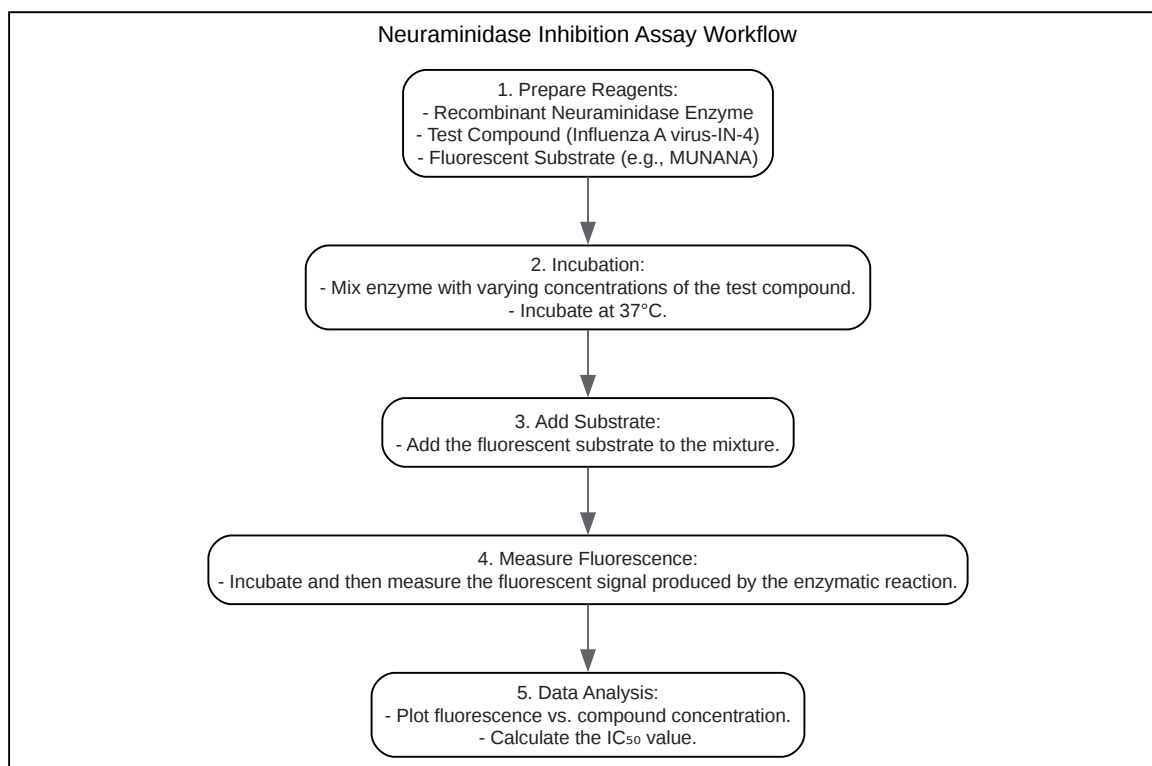 Neuraminidase Inhibition Assay Workflow
1. Prepare Reagents:
- Recombinant Neuraminidase Enzyme
- Test Compound (Influenza A virus-IN-4)
- Fluorescent Substrate (e.g., MUNANA)
2. Incubation:
- Mix enzyme with varying concentrations of the test compound.
- Incubate at 37°C.
3. Add Substrate:
- Add the fluorescent substrate to the mixture.
4. Measure Fluorescence:
- Incubate and then measure the fluorescent signal produced by the enzymatic reaction.
5. Data Analysis:
- Plot fluorescence vs. compound concentration.
- Calculate the IC₅₀ value.